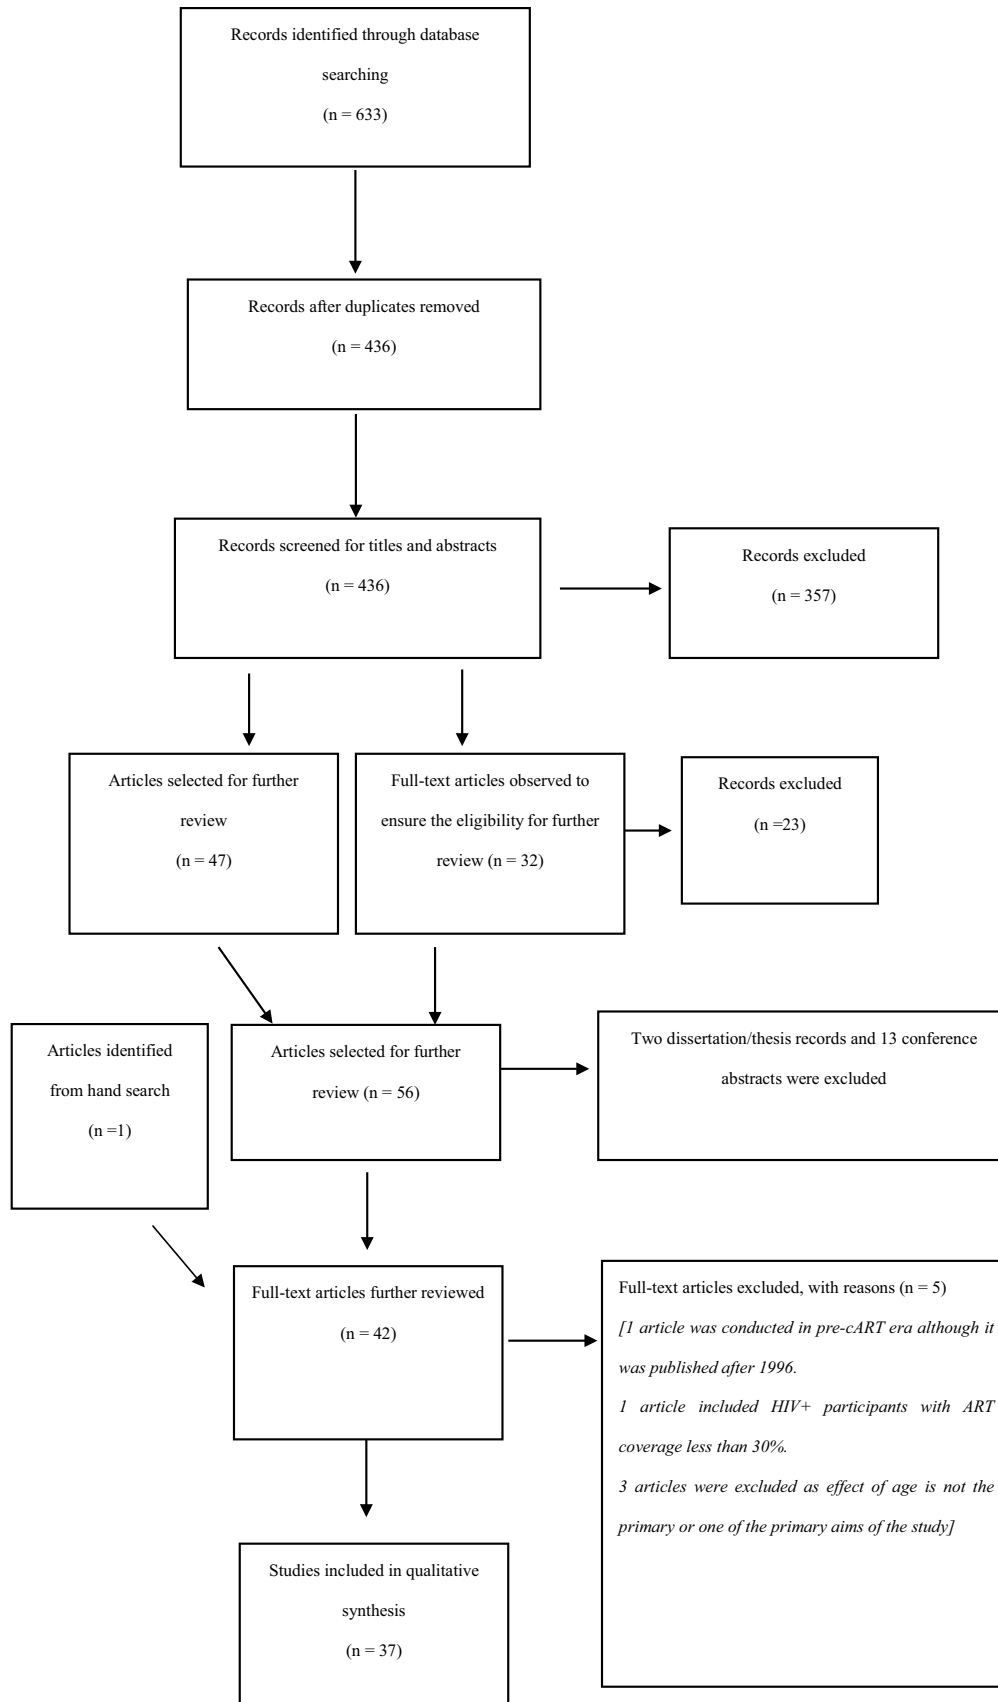 Records identified through database
searching
(n = 633)
Records after duplicates removed
(n = 436)
Records screened for titles and abstracts
(n = 436)
Records excluded
(n = 357)
Articles selected for further
review
(n = 47)
Full-text articles observed to
ensure the eligibility for further
review (n = 32)
Records excluded
(n =23)
Articles identified
from hand search
(n =1)
Articles selected for further
review (n = 56)
Two dissertation/thesis records and 13 conference
abstracts were excluded
Full-text articles further reviewed
(n = 42)
Full-text articles excluded, with reasons (n = 5)
[1 article was conducted in pre-cART era although it
was published after 1996.
1 article included HIV+ participants with ART
coverage less than 30%.
3 articles were excluded as effect of age is not the
primary or one of the primary aims of the study]
Studies included in qualitative
synthesis
(n = 37)